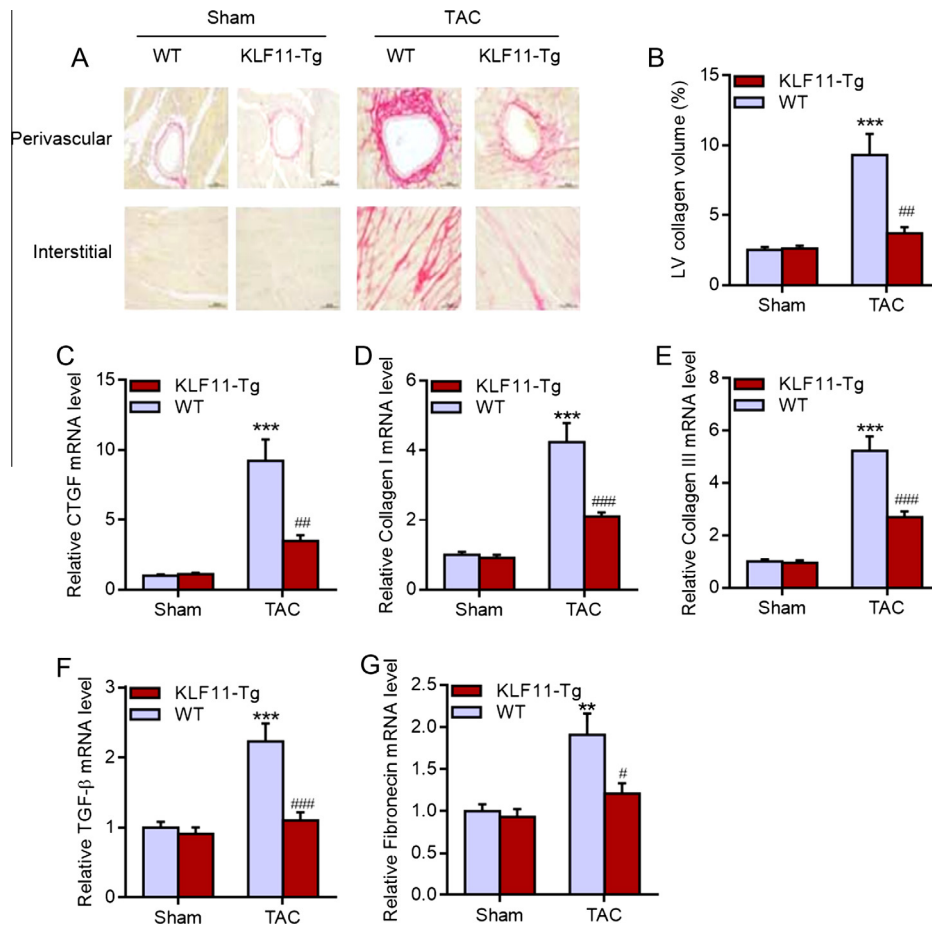 Sham TAC
A WT KLF11-Tg WT KLF11-Tg
Perivascular
Interstitial
B
LV collagen volume (%)
KLF11-Tg
WT
15
10
5
0
***
##
Sham TAC
C
Relative CTGF mRNA level
KLF11-Tg
WT
15
10
5
0
***
##
Sham TAC
D
Relative Collagen I mRNA level
KLF11-Tg
WT
6
4
2
0
***
###
Sham TAC
E
Relative Collagen III mRNA level
KLF11-Tg
WT
8
6
4
2
0
***
###
Sham TAC
F
Relative TGF-β mRNA level
KLF11-Tg
WT
3
2
1
0
***
###
Sham TAC
G
Relative Fibronecin mRNA level
KLF11-Tg
WT
2.5
2.0
1.5
1.0
0.5
0.0
**
#
Sham TAC